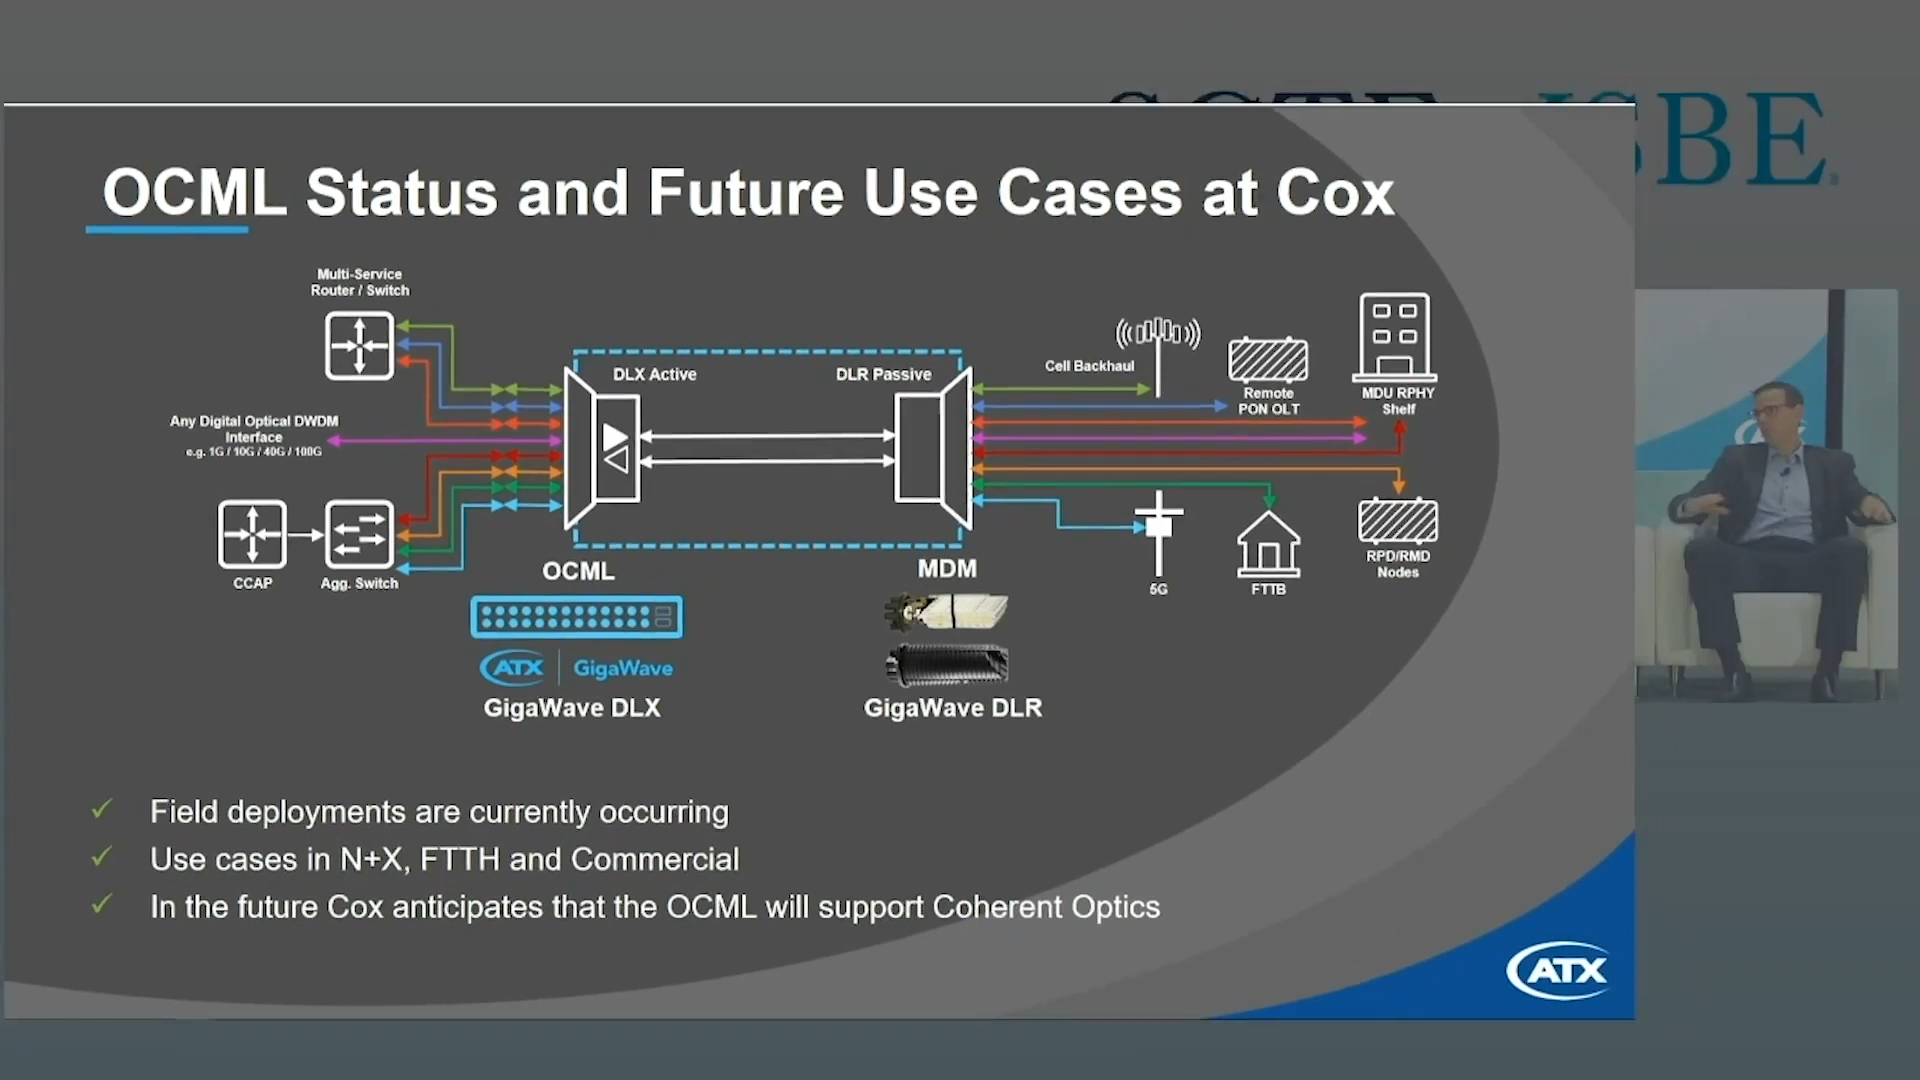 SBE
OCML Status and Future Use Cases at Cox
Multi-Service
Router / Switch
DLX Active
DLR Passive
Cell Backhaul
Remote
PON OLT
MDU RPHY
Shelf
Any Digital Optical DWDM
Interface
e.g. 1G / 10G / 40G / 100G
CCAP
Agg. Switch
OCML
MDM
5G
FTTB
RPD/RMD
Nodes
ATX GigaWave
GigaWave DLX
GigaWave DLR
Field deployments are currently occurring
Use cases in N+X, FTTH and Commercial
In the future Cox anticipates that the OCML will support Coherent Optics
ATX